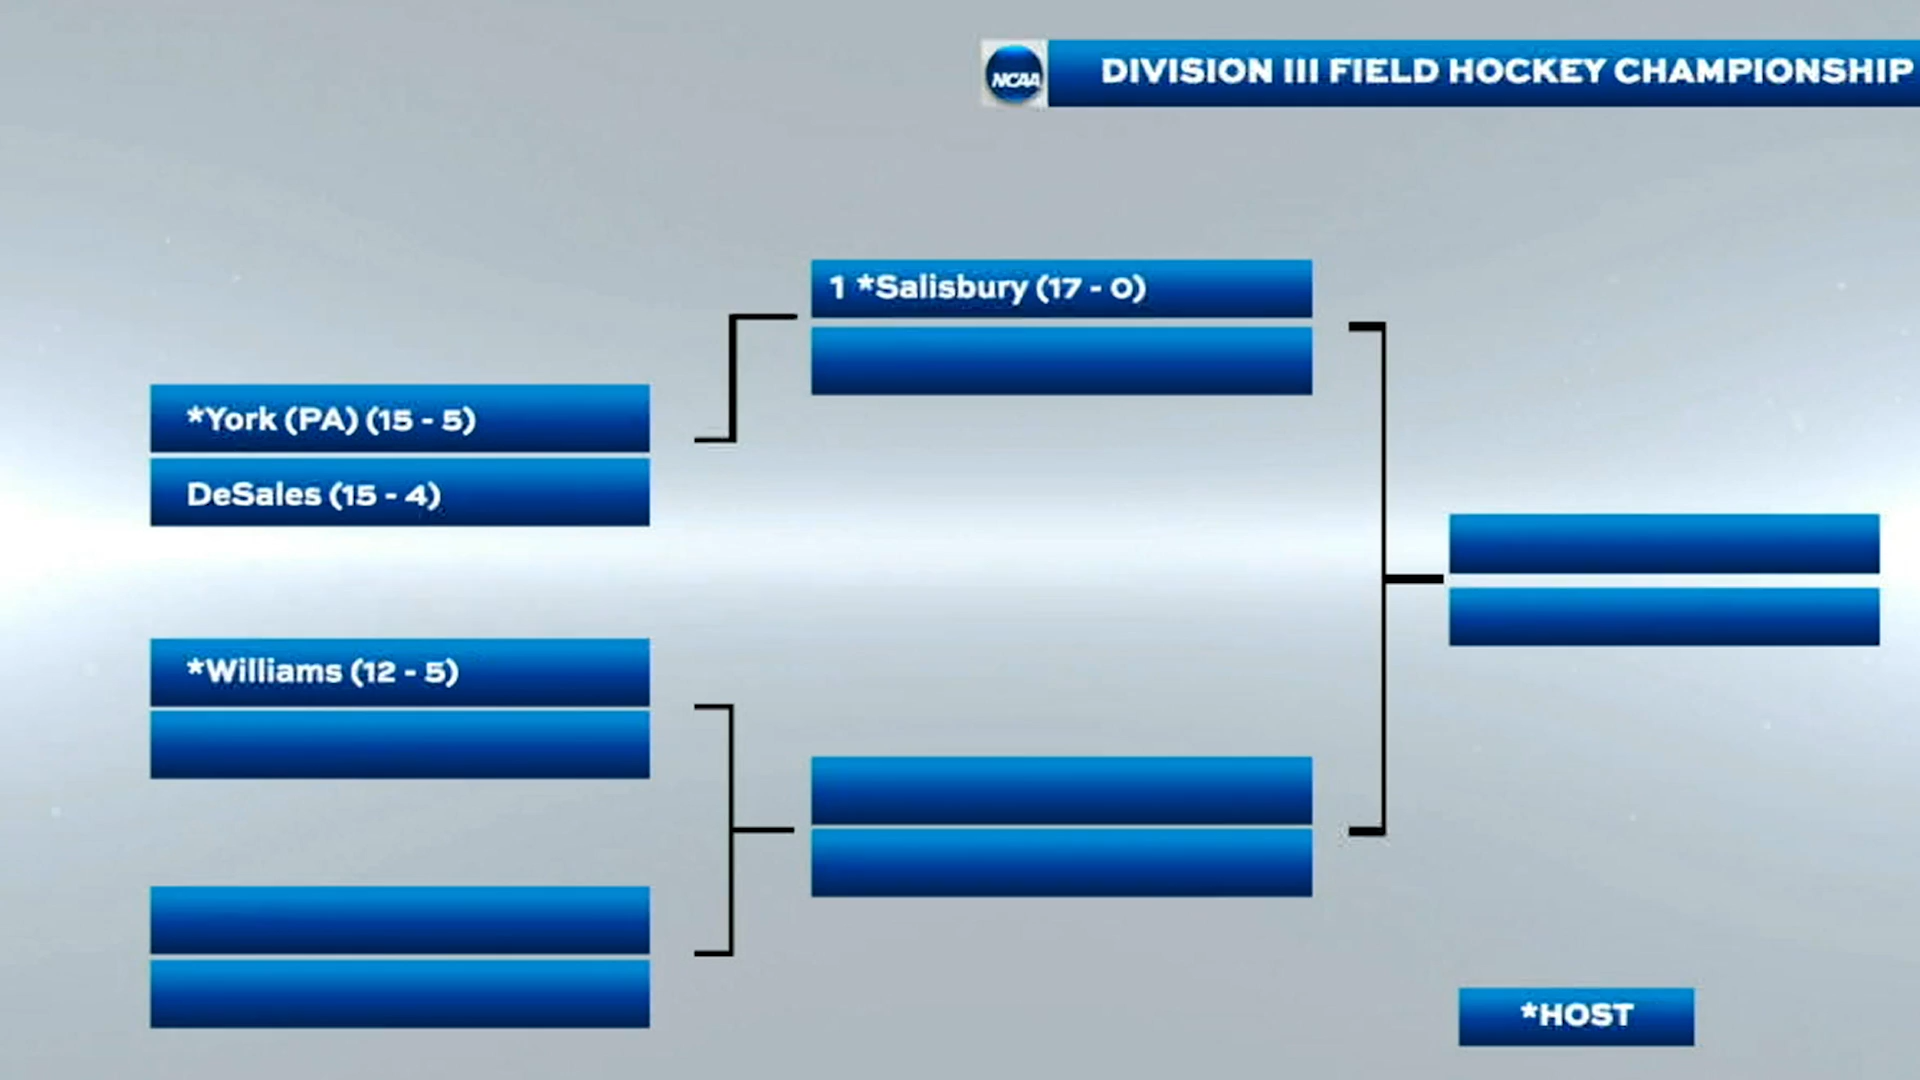 NCAA
DIVISION III FIELD HOCKEY CHAMPIONSHIP
1 *Salisbury (17 - 0)
*York (PA) (15 - 5)
DeSales (15 - 4)
*Williams (12 - 5)
*HOST